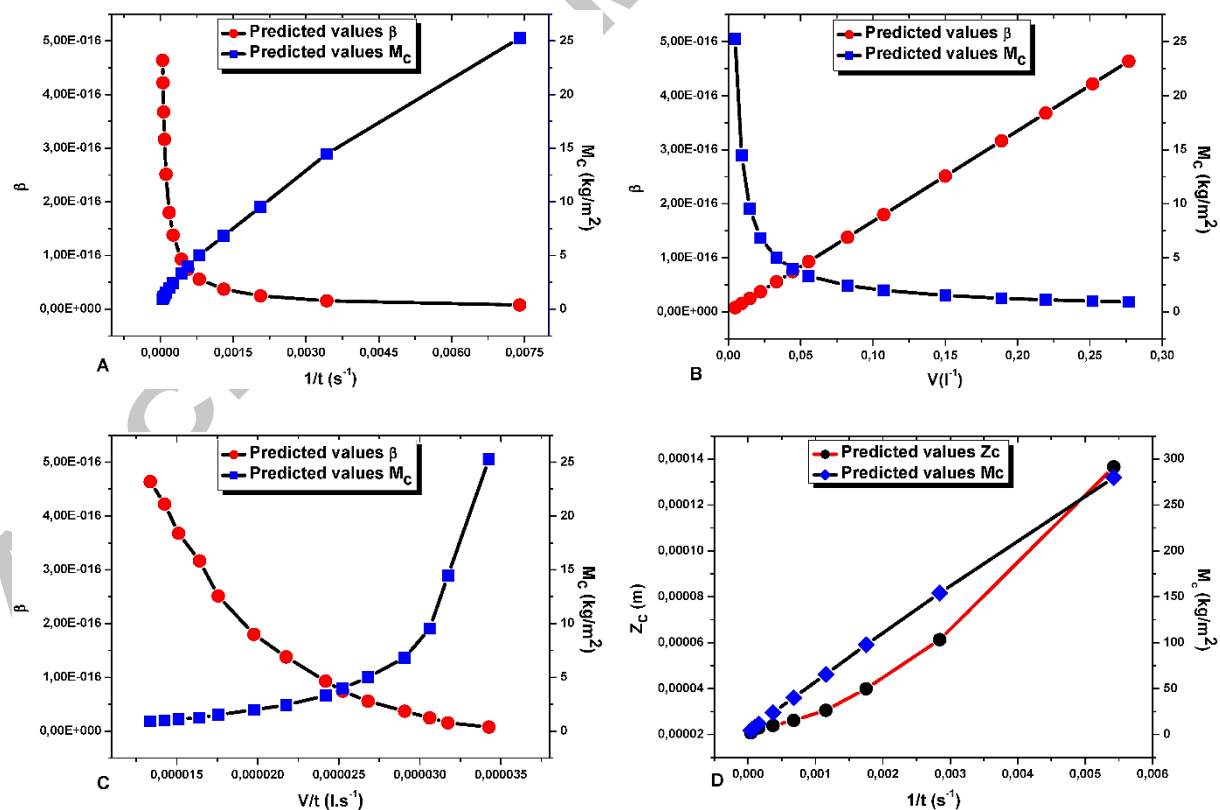 Predicted values β
Predicted values M_C
5,00E-016
4,00E-016
3,00E-016
2,00E-016
1,00E-016
0,00E+000
β
25
20
15
10
5
0
M_C (kg/m²)
0,0000 0,0015 0,0030 0,0045 0,0060 0,0075
A
1/t (s⁻¹)
Predicted values β
Predicted values M_C
5,00E-016
4,00E-016
3,00E-016
2,00E-016
1,00E-016
0,00E+000
β
25
20
15
10
5
0
M_C (kg/m²)
0,00 0,05 0,10 0,15 0,20 0,25 0,30
B
V(l⁻¹)
Predicted values β
Predicted values M_C
5,00E-016
4,00E-016
3,00E-016
2,00E-016
1,00E-016
0,00E+000
β
25
20
15
10
5
0
M_C (kg/m²)
0,000015 0,000020 0,000025 0,000030 0,000035
C
V/t (l.s⁻¹)
Predicted values Zc
Predicted values Mc
0,00014
0,00012
0,00010
0,00008
0,00006
0,00004
0,00002
Z_C (m)
300
250
200
150
100
50
0
M_c (kg/m²)
0,000 0,001 0,002 0,003 0,004 0,005 0,006
D
1/t (s⁻¹)